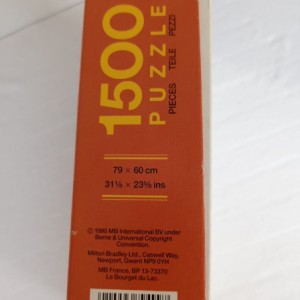 1500
PUZZLE
PIECES TEILE PEZZI
79 × 60 cm
31⅛ × 23⅝ ins
© 1990 MB International BV under
Berne & Universal Copyright
Convention.
Milton Bradley Ltd., Caswell Way,
Newport, Gwent NP9 0YH
MB France, BP 13-73370
Le Bourget du Lac.